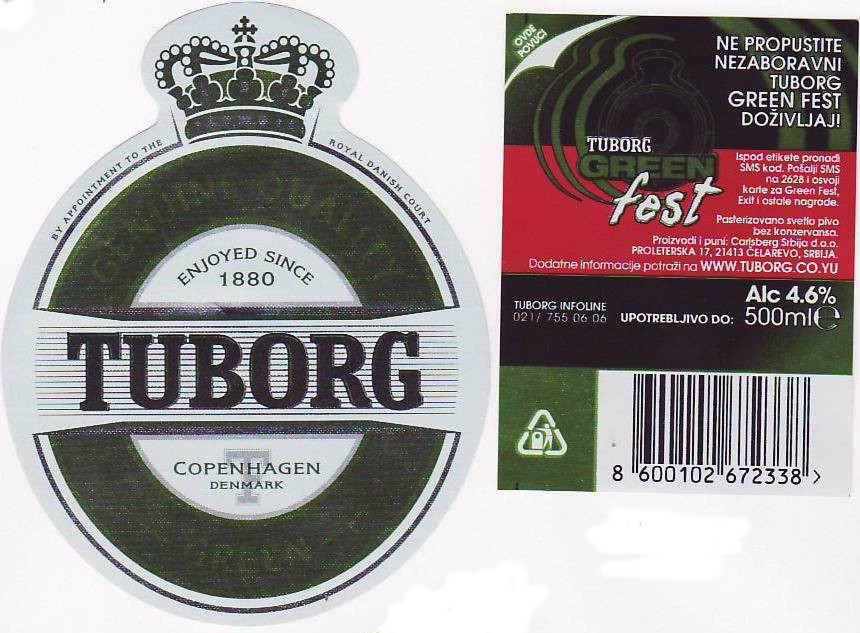 BY APPOINTMENT TO THE ROYAL DANISH COURT
GENUINE QUALITY
ENJOYED SINCE
1880
TUBORG
COPENHAGEN
DENMARK
GREEN
OVDE
POVUCI
NE PROPUSTITE
NEZABORAVNI
TUBORG
GREEN FEST
DOŽIVLJAJ!
TUBORG
GREEN
fest
Ispod etikete pronađi
SMS kod. Pošalji SMS
na 2628 i osvoji
karte za Green Fest,
Exit i ostale nagrade.
Pasterizovano svetlo pivo
bez konzervansa.
Proizvodi i puni: Carlsberg Srbija d.o.o.
PROLETERSKA 17, 21413 ČELAREVO, SRBIJA.
Dodatne informacije potraži na WWW.TUBORG.CO.YU
TUBORG INFOLINE
021/ 755 06 06
UPOTREBLJIVO DO:
Alc 4.6%
500ml e
8 600102 672338 >